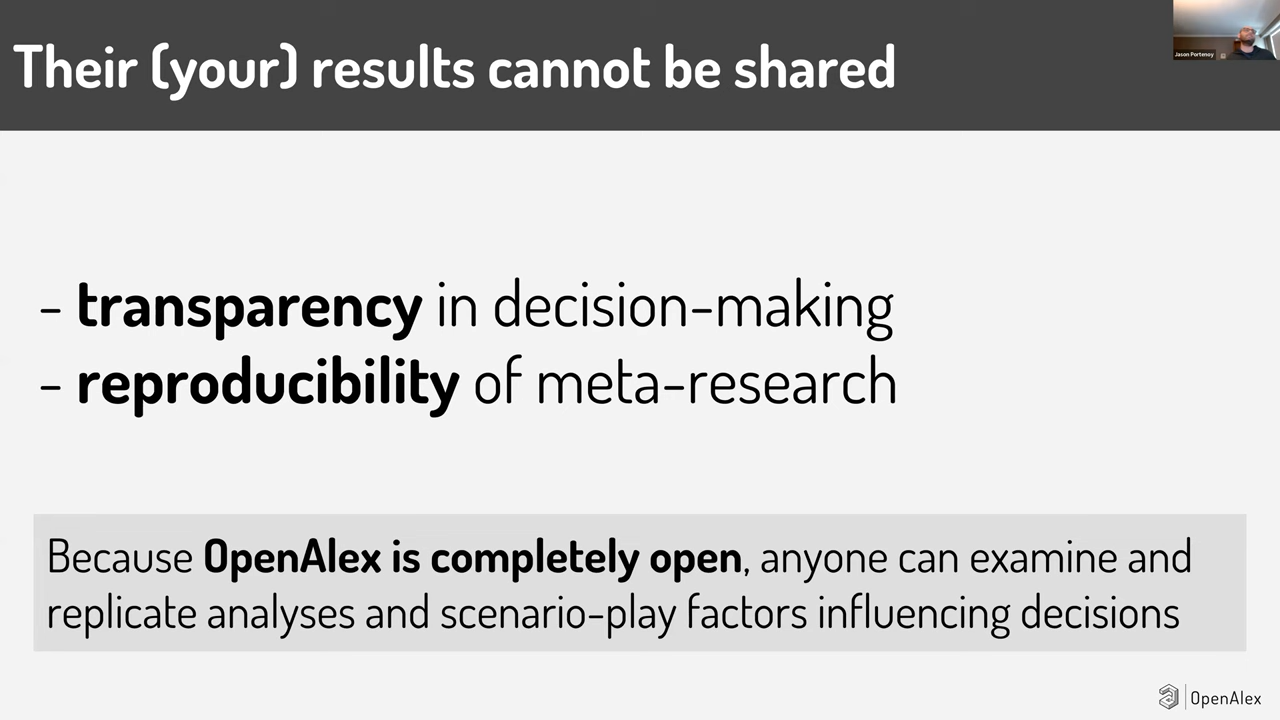 Their (your) results cannot be shared
Jason Portenoy
- transparency in decision-making
- reproducibility of meta-research
Because OpenAlex is completely open, anyone can examine and
replicate analyses and scenario-play factors influencing decisions
OpenAlex